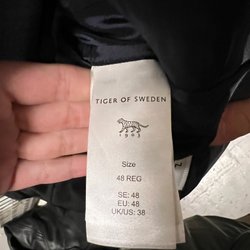 TIGER OF SWEDEN
1903
Size
48 REG
SE: 48
EU: 48
UK/US: 38